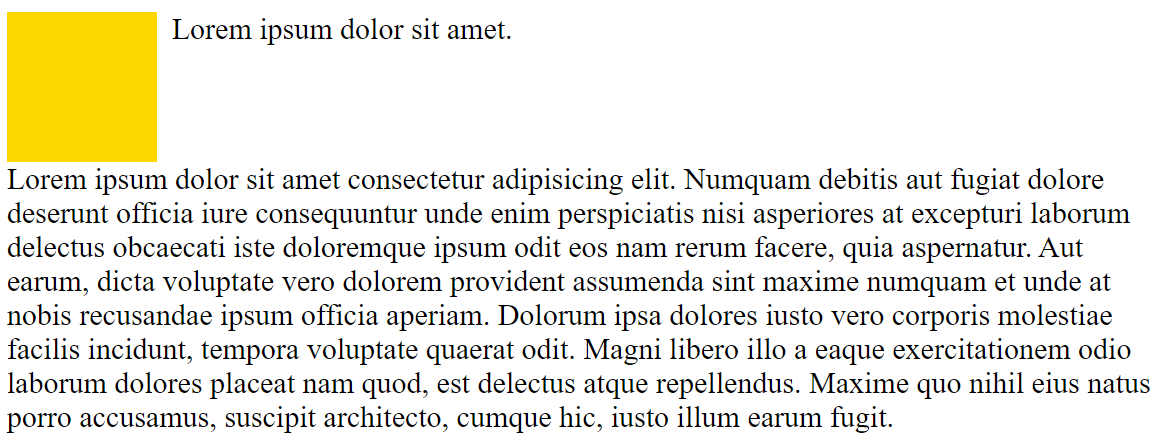 Lorem ipsum dolor sit amet.
Lorem ipsum dolor sit amet consectetur adipisicing elit. Numquam debitis aut fugiat dolore
deserunt officia iure consequuntur unde enim perspiciatis nisi asperiores at excepturi laborum
delectus obcaecati iste doloremque ipsum odit eos nam rerum facere, quia aspernatur. Aut
earum, dicta voluptate vero dolorem provident assumenda sint maxime numquam et unde at
nobis recusandae ipsum officia aperiam. Dolorum ipsa dolores iusto vero corporis molestiae
facilis incidunt, tempora voluptate quaerat odit. Magni libero illo a eaque exercitationem odio
laborum dolores placeat nam quod, est delectus atque repellendus. Maxime quo nihil eius natus
porro accusamus, suscipit architecto, cumque hic, iusto illum earum fugit.